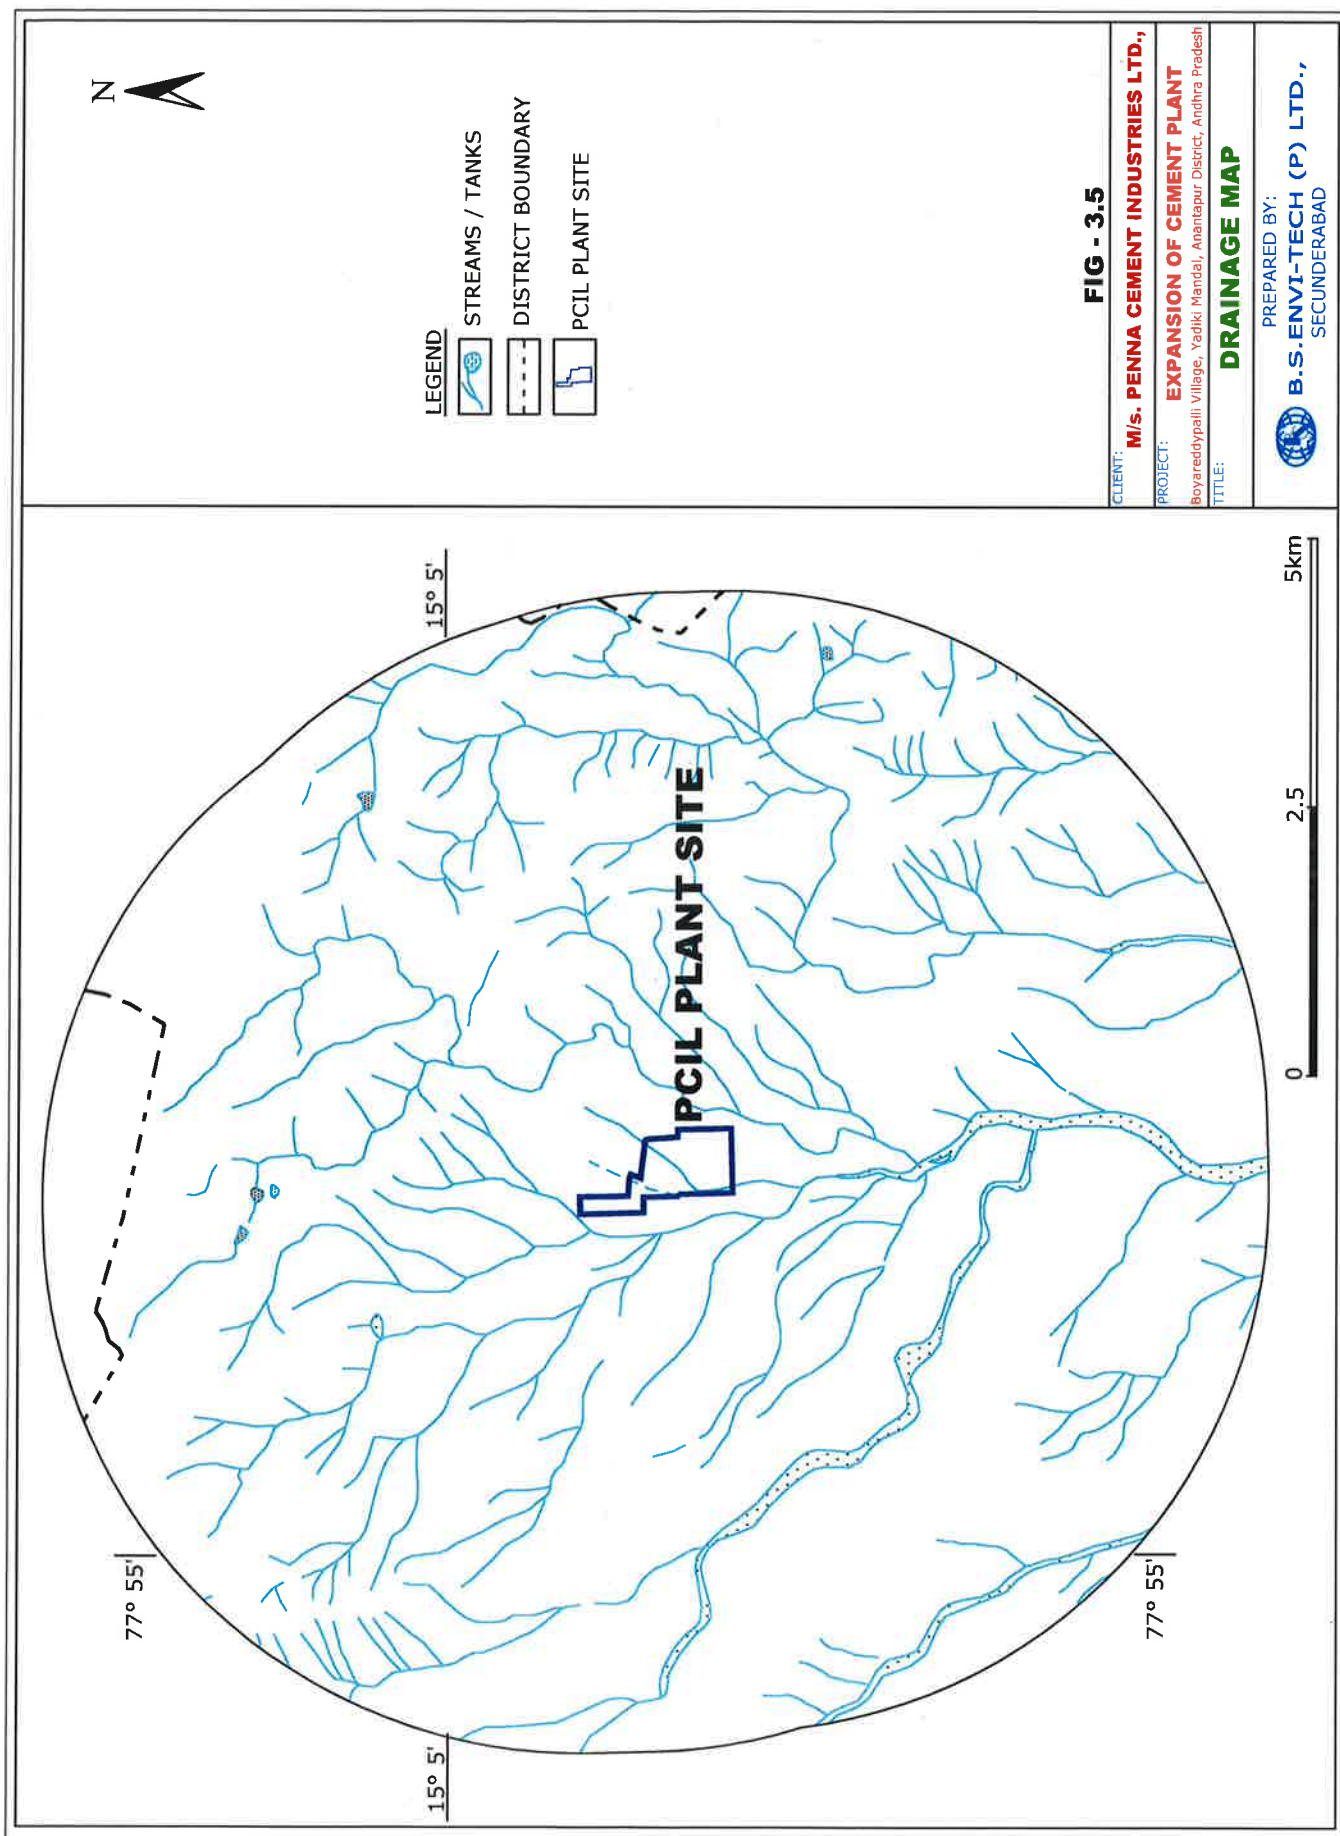 N
LEGEND
STREAMS / TANKS
DISTRICT BOUNDARY
PCIL PLANT SITE
77° 55'
15° 5'
15° 5'
PCIL PLANT SITE
77° 55'
0
2.5
5km
FIG - 3.5
CLIENT:
M/s. PENNA CEMENT INDUSTRIES LTD.,
PROJECT:
EXPANSION OF CEMENT PLANT
Boyareddypalli Village, Yadiki Mandal, Anantapur District, Andhra Pradesh
TITLE:
DRAINAGE MAP
PREPARED BY:
B.S.ENVI-TECH (P) LTD.,
SECUNDERABAD